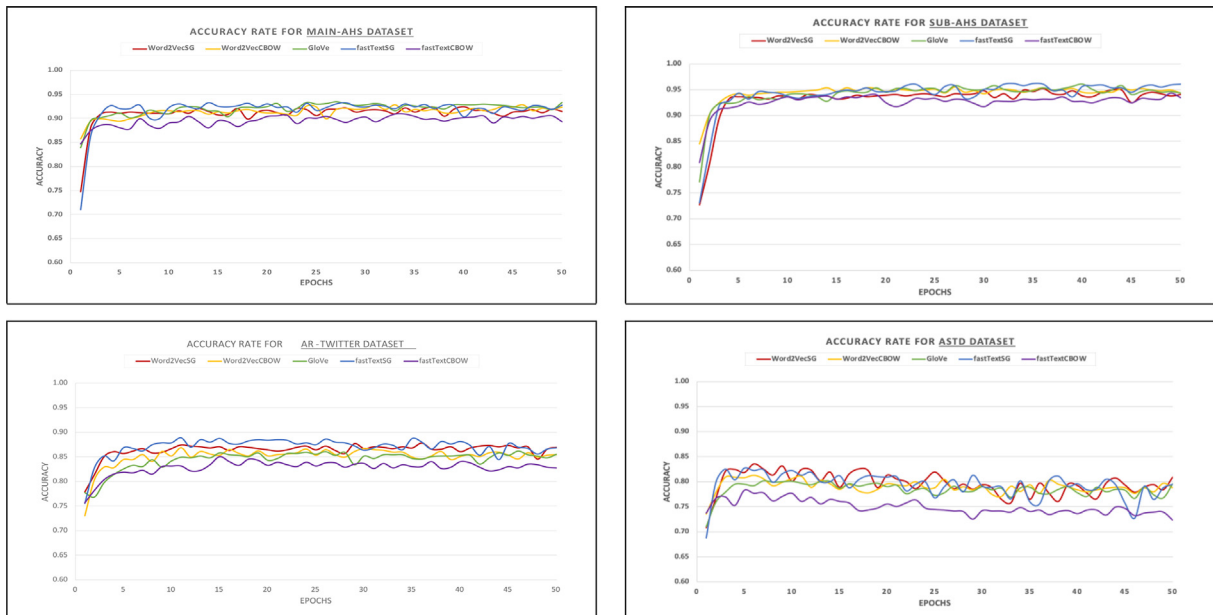 ACCURACY RATE FOR MAIN-AHS DATASET
Word2VecSG Word2VecCBOW GloVe fastTextSG fastTextCBOW
1.00
0.95
0.90
0.85
0.80
0.75
0.70
0.65
0.60
ACCURACY
0 5 10 15 20 25 30 35 40 45 50
EPOCHS
ACCURACY RATE FOR SUB-AHS DATASET
Word2VecSG Word2VecCBOW GloVe fastTextSG fastTextCBOW
1.00
0.95
0.90
0.85
0.80
0.75
0.70
0.65
0.60
ACCURACY
0 5 10 15 20 25 30 35 40 45 50
EPOCHS
ACCURACY RATE FOR AR -TWITTER DATASET
Word2VecSG Word2VecCBOW GloVe fastTextSG fastTextCBOW
1.00
0.95
0.90
0.85
0.80
0.75
0.70
0.65
0.60
ACCURACY
0 5 10 15 20 25 30 35 40 45 50
EPOCHS
ACCURACY RATE FOR ASTD DATASET
Word2VecSG Word2VecCBOW GloVe fastTextSG fastTextCBOW
1.00
0.95
0.90
0.85
0.80
0.75
0.70
0.65
0.60
ACCURACY
0 5 10 15 20 25 30 35 40 45 50
EPOCHS